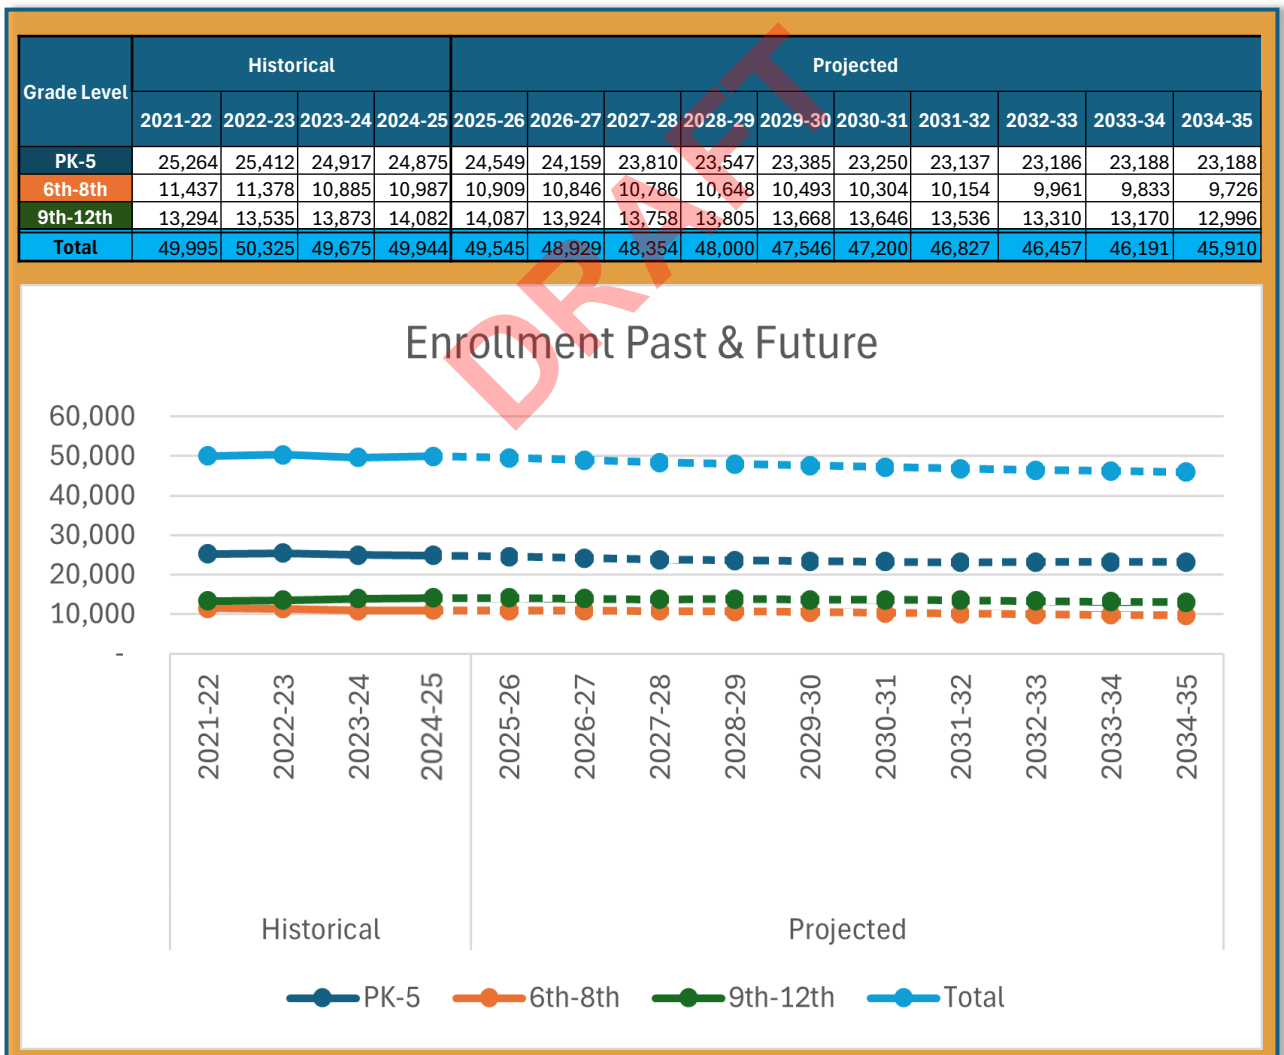 Grade Level Historical Projected
2021-22 2022-23 2023-24 2024-25 2025-26 2026-27 2027-28 2028-29 2029-30 2030-31 2031-32 2032-33 2033-34 2034-35
PK-5 25,264 25,412 24,917 24,875 24,549 24,159 23,810 23,547 23,385 23,250 23,137 23,186 23,188 23,188
6th-8th 11,437 11,378 10,885 10,987 10,909 10,846 10,786 10,648 10,493 10,304 10,154 9,961 9,833 9,726
9th-12th 13,294 13,535 13,873 14,082 14,087 13,924 13,758 13,805 13,668 13,646 13,536 13,310 13,170 12,996
Total 49,995 50,325 49,675 49,944 49,545 48,929 48,354 48,000 47,546 47,200 46,827 46,457 46,191 45,910
DRAFT
Enrollment Past & Future
60,000
50,000
40,000
30,000
20,000
10,000
-
2021-22 2022-23 2023-24 2024-25 2025-26 2026-27 2027-28 2028-29 2029-30 2030-31 2031-32 2032-33 2033-34 2034-35
Historical Projected
PK-5 6th-8th 9th-12th Total